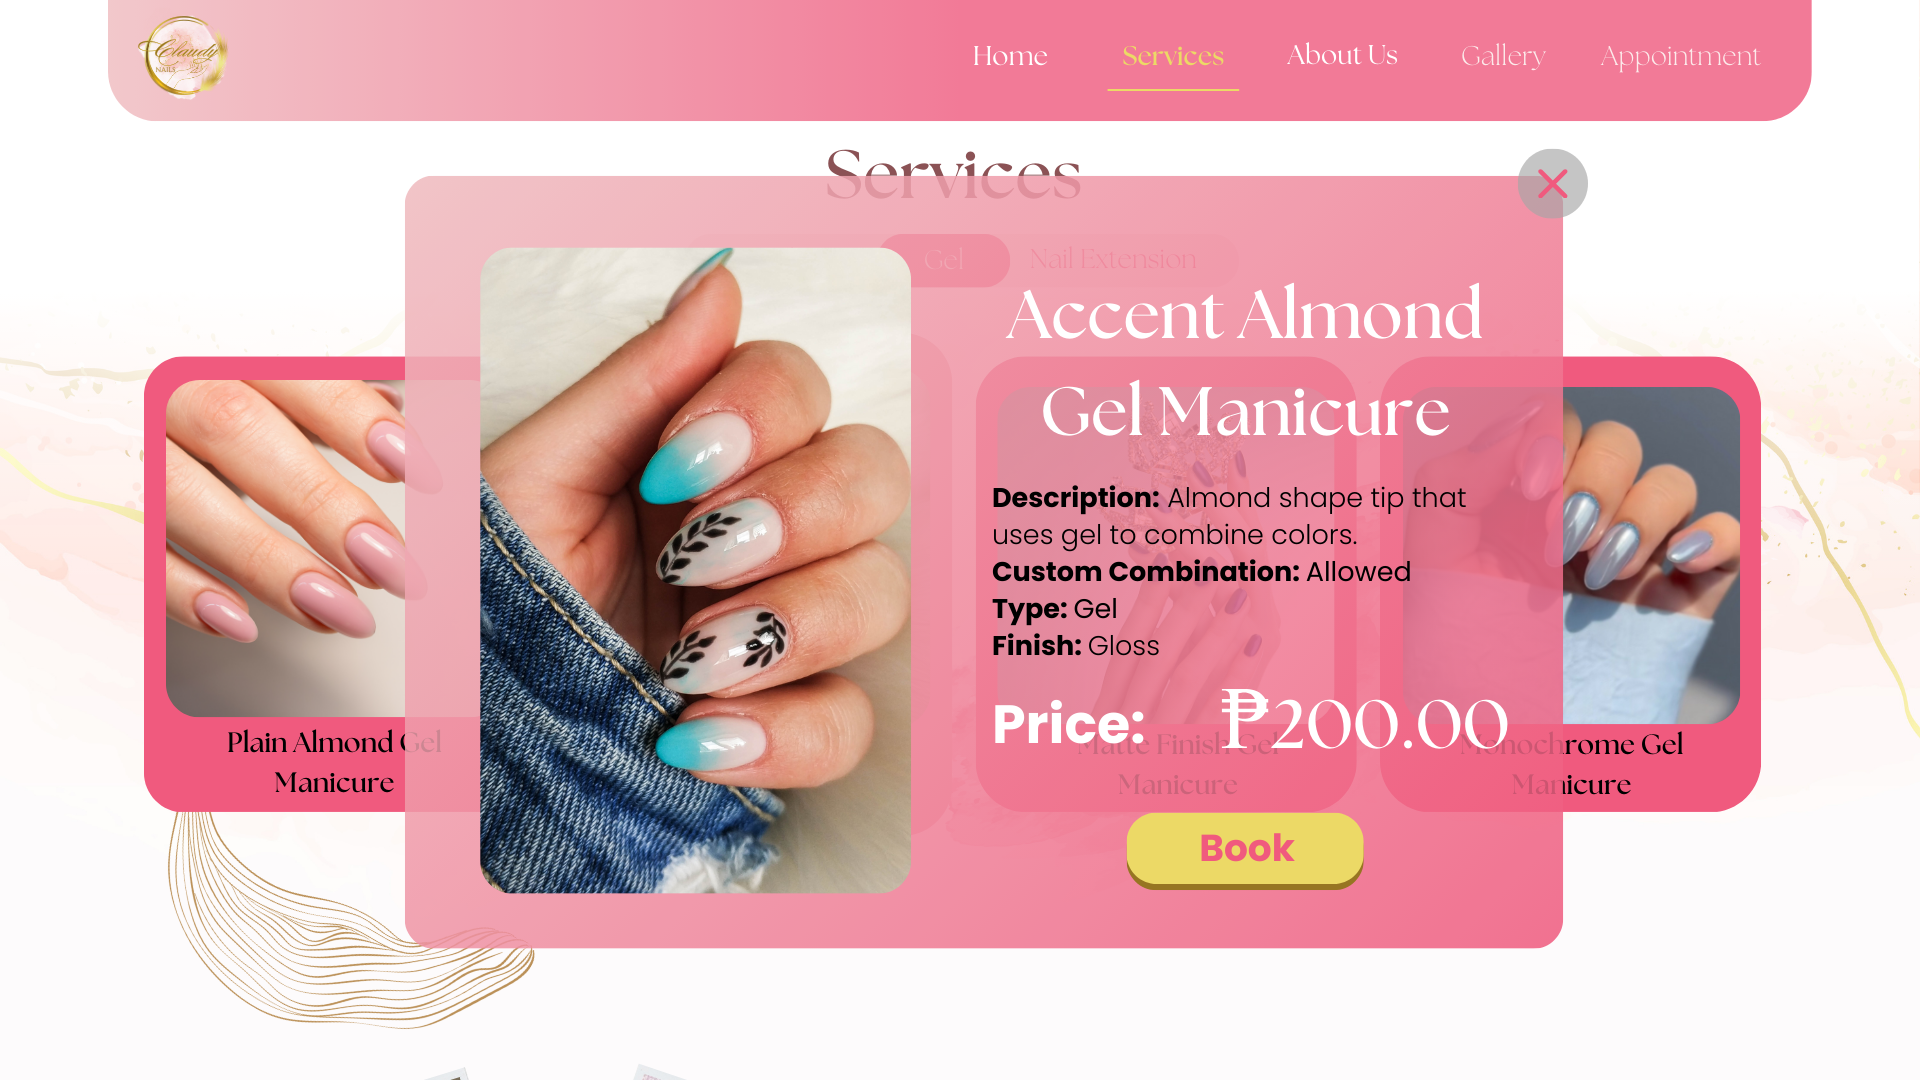 Claudy
NAILS
Home
Services
About Us
Gallery
Appointment
Services
Gel
Nail Extension
Accent Almond
Gel Manicure
Description: Almond shape tip that
uses gel to combine colors.
Custom Combination: Allowed
Type: Gel
Finish: Gloss
Price: ₱200.00
Book
Plain Almond Gel
Manicure
Matte Finish Gel
Manicure
Monochrome Gel
Manicure